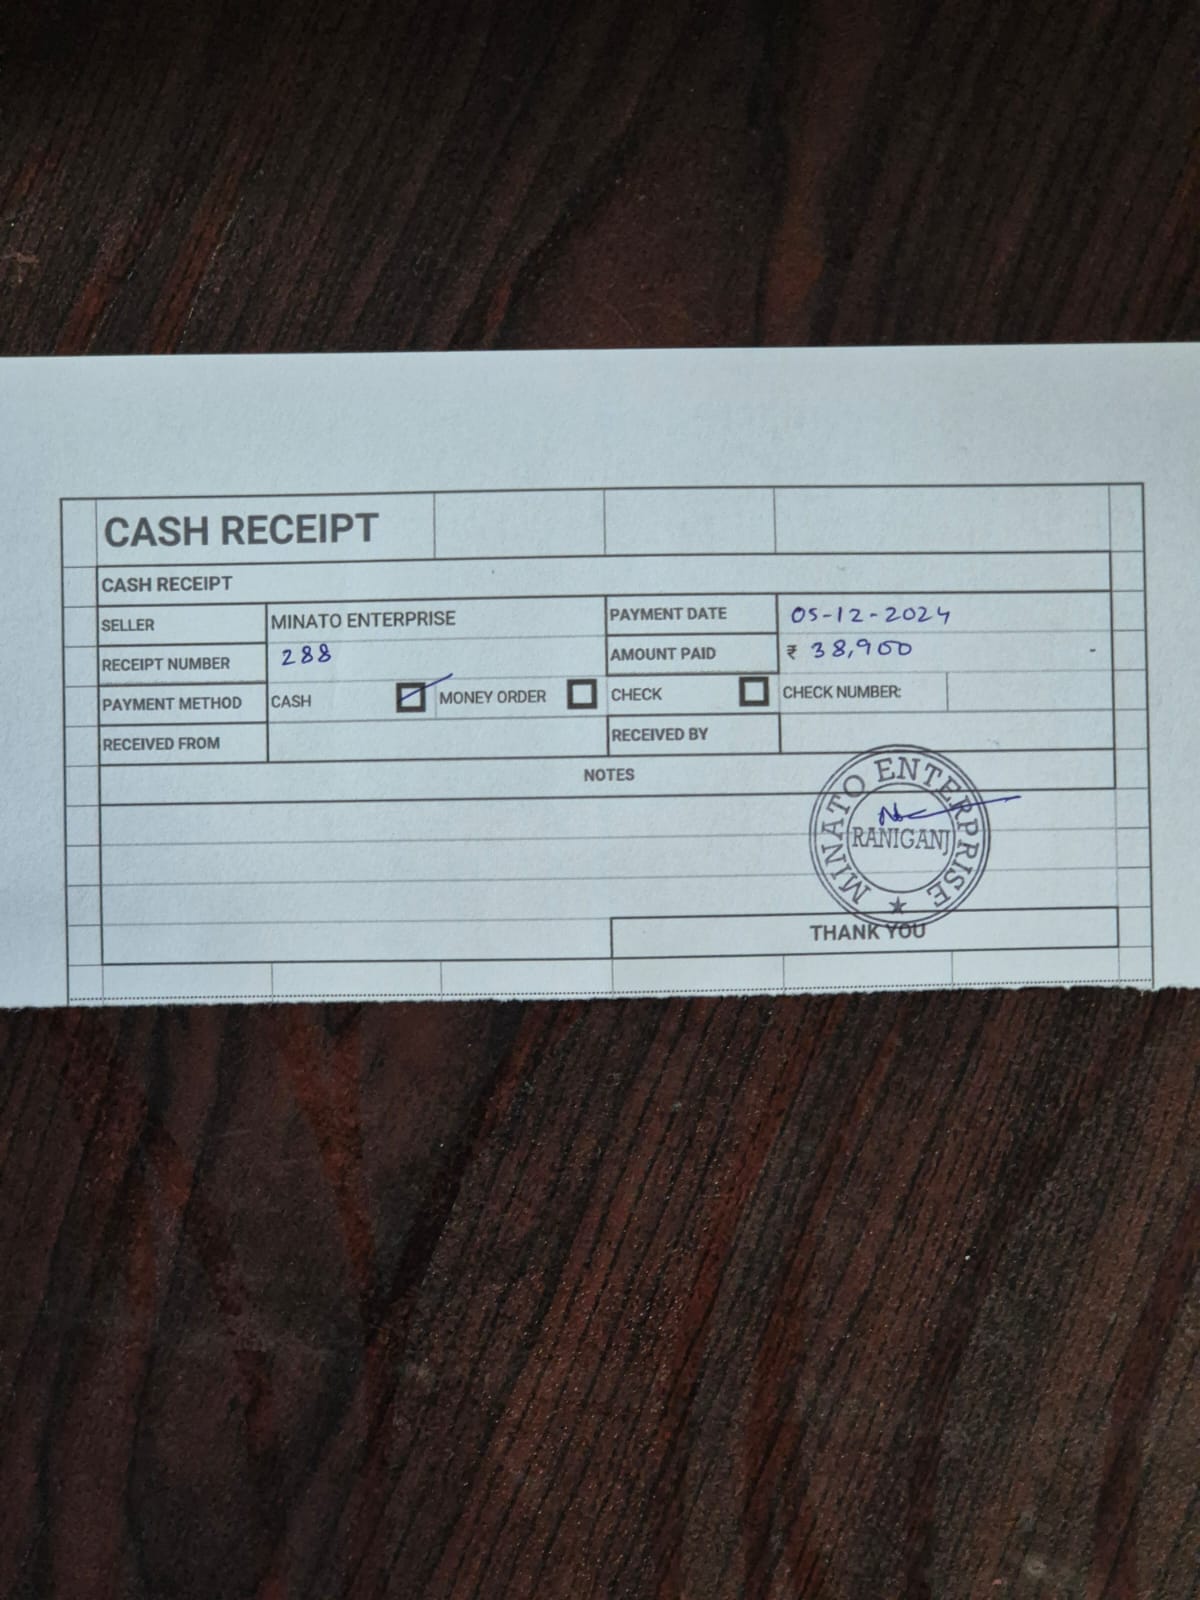 CASH RECEIPT
CASH RECEIPT
SELLER MINATO ENTERPRISE PAYMENT DATE 05-12-2024
RECEIPT NUMBER 288 AMOUNT PAID ₹ 38,900
PAYMENT METHOD CASH MONEY ORDER CHECK CHECK NUMBER:
RECEIVED FROM RECEIVED BY
NOTES
MINATO ENTERPRISE
RANIGANJ
THANK YOU